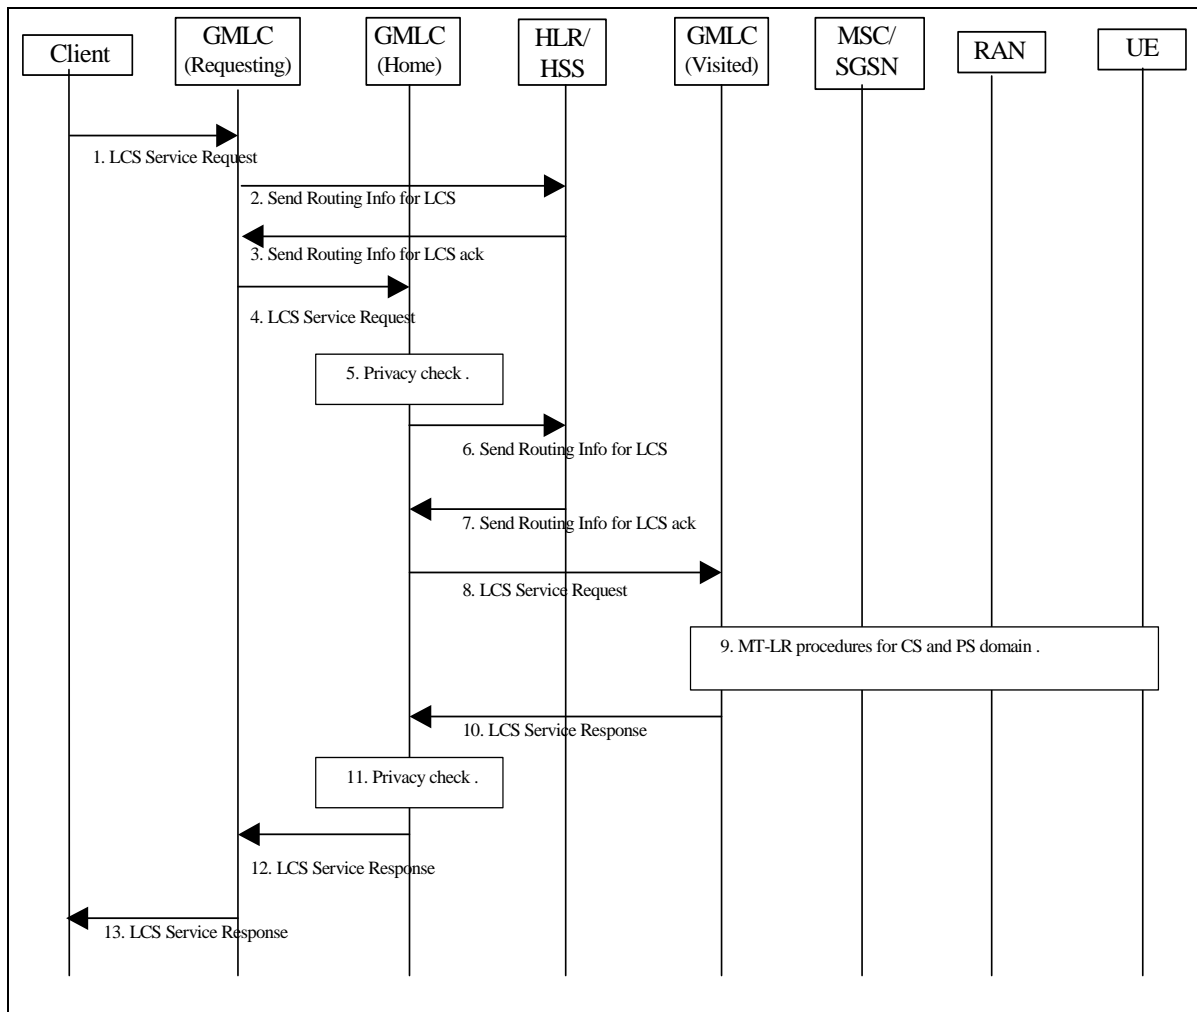 Client
GMLC
(Requesting)
GMLC
(Home)
HLR/
HSS
GMLC
(Visited)
MSC/
SGSN
RAN
UE
1. LCS Service Request
2. Send Routing Info for LCS
3. Send Routing Info for LCS ack
4. LCS Service Request
5. Privacy check .
6. Send Routing Info for LCS
7. Send Routing Info for LCS ack
8. LCS Service Request
9. MT-LR procedures for CS and PS domain .
10. LCS Service Response
11. Privacy check .
12. LCS Service Response
13. LCS Service Response